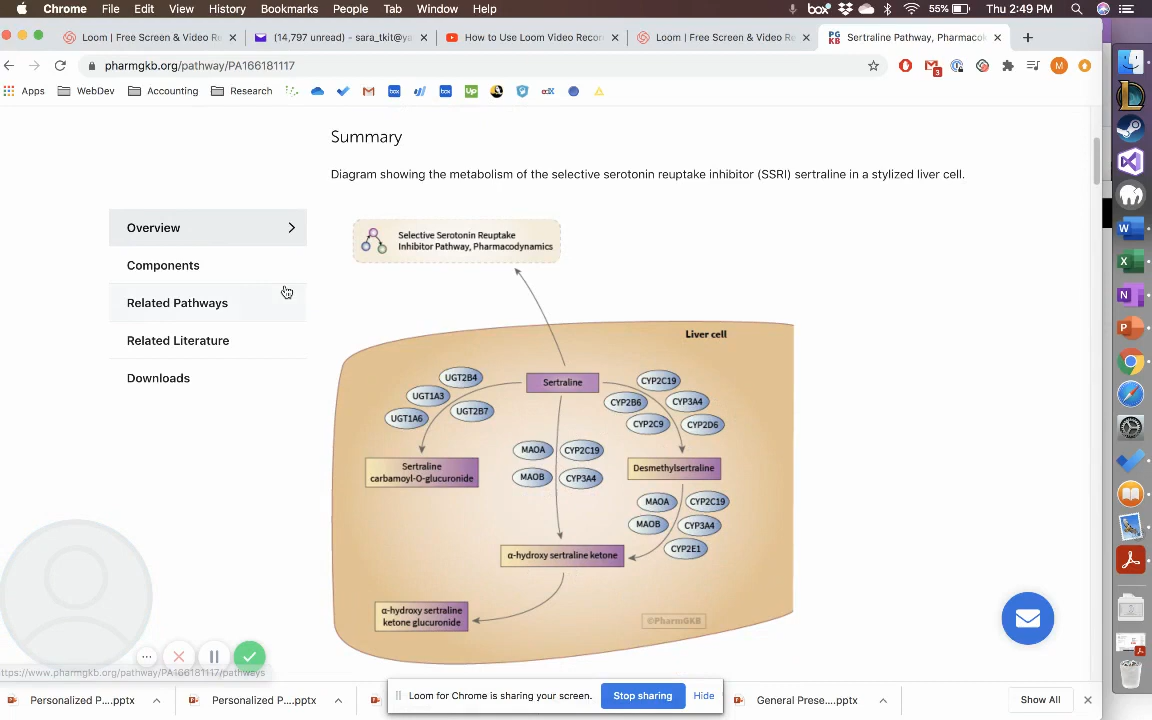 Chrome File Edit View History Bookmarks People Tab Window Help
box 55% Thu 2:49 PM
Loom | Free Screen & Video Re
(14,797 unread) - sara_tkit@ya
How to Use Loom Video Record
Loom | Free Screen & Video Re
PG KB Sertraline Pathway, Pharmacok
pharmgkb.org/pathway/PA166181117
3 M
Apps WebDev Accounting Research
Summary
Diagram showing the metabolism of the selective serotonin reuptake inhibitor (SSRI) sertraline in a stylized liver cell.
Overview
Components
Related Pathways
Related Literature
Downloads
Selective Serotonin Reuptake
Inhibitor Pathway, Pharmacodynamics
Liver cell
Sertraline
UGT2B4
UGT1A3
UGT2B7
UGT1A6
CYP2C19
CYP2B6
CYP3A4
CYP2C9
CYP2D6
MAOA
CYP2C19
MAOB
CYP3A4
Sertraline
carbamoyl-O-glucuronide
Desmethylsertraline
MAOA
CYP2C19
MAOB
CYP3A4
CYP2E1
α-hydroxy sertraline ketone
α-hydroxy sertraline
ketone glucuronide
©PharmGKB
https://www.pharmgkb.org/pathway/PA166181117/pathways
Personalized P....pptx
Personalized P....pptx
Loom for Chrome is sharing your screen.
Stop sharing
Hide
General Prese....pptx
Show All